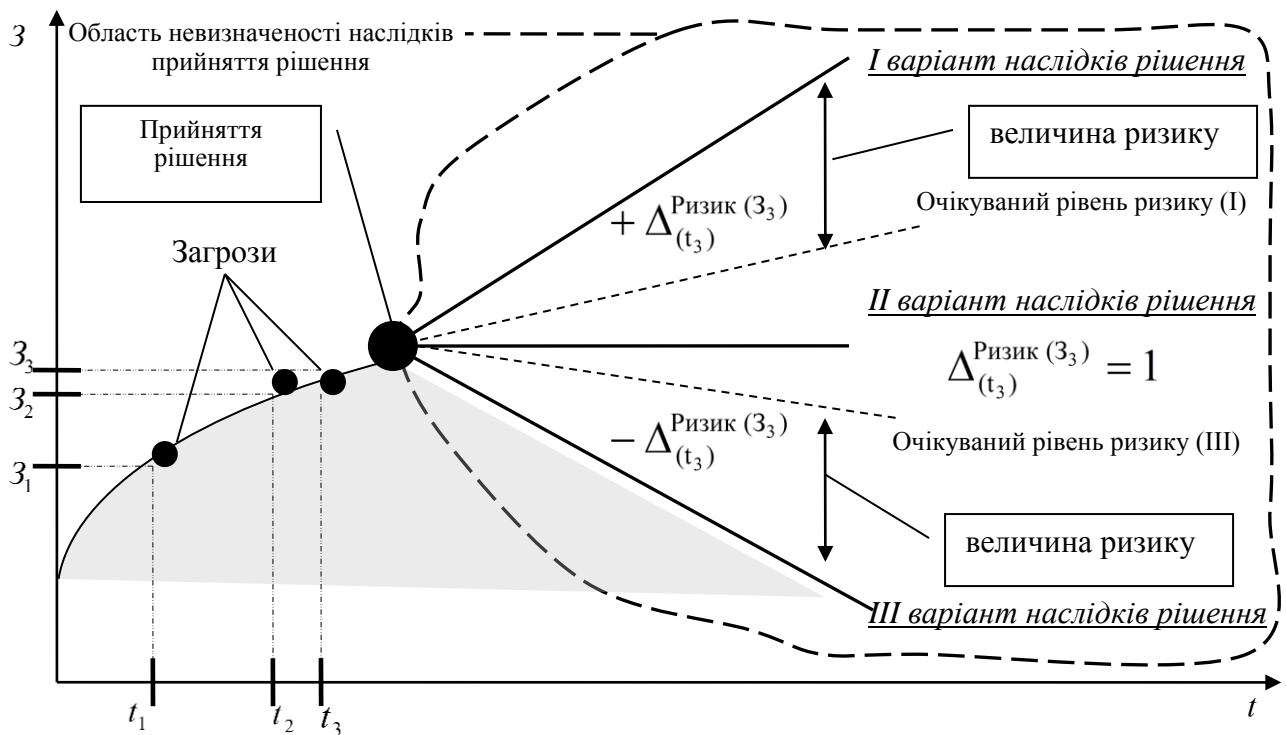 З
Область невизначеності наслідків
прийняття рішення
І варіант наслідків рішення
Прийняття
рішення
величина ризику
Очікуваний рівень ризику (І)
+ Δ (t₃) Ризик (З₃)
Загрози
ІІ варіант наслідків рішення
З₃
З₂
Δ (t₃) Ризик (З₃) = 1
− Δ (t₃) Ризик (З₃)
Очікуваний рівень ризику (ІІІ)
З₁
величина ризику
ІІІ варіант наслідків рішення
t₁
t₂
t₃
t